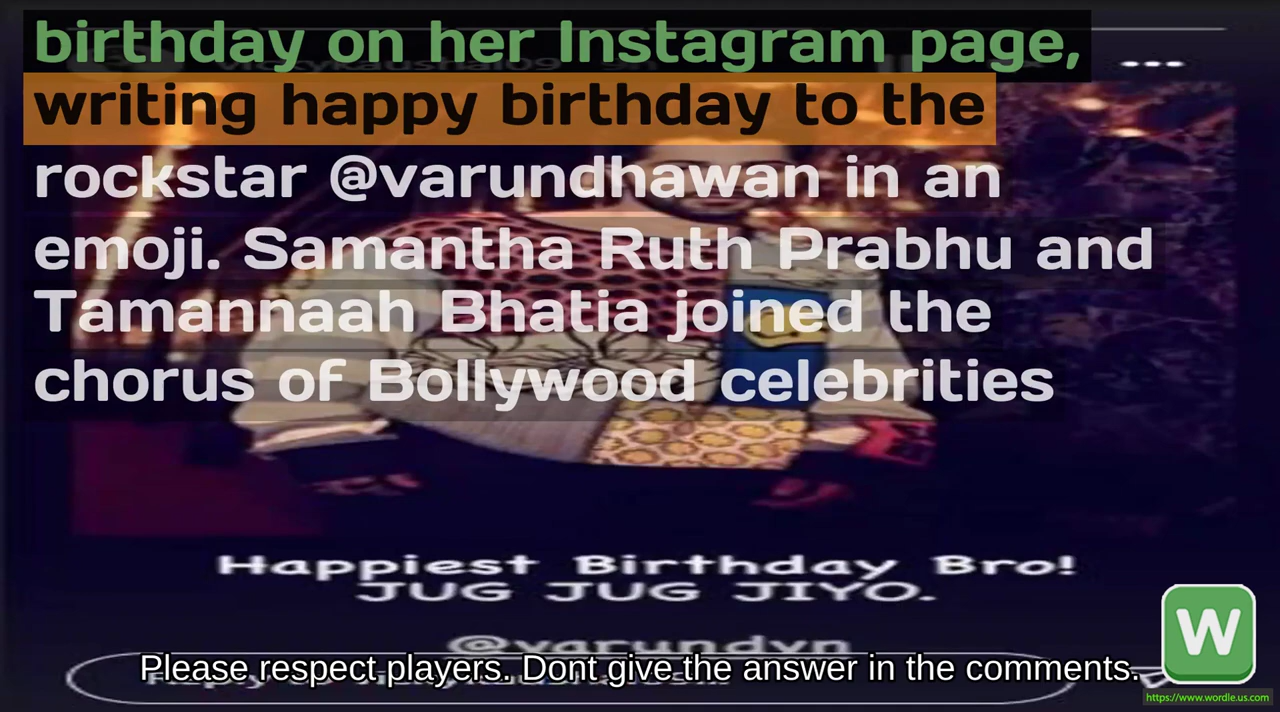 birthday on her Instagram page,
writing happy birthday to the
rockstar @varundhawan in an
emoji. Samantha Ruth Prabhu and
Tamannaah Bhatia joined the
chorus of Bollywood celebrities
Happiest Birthday Bro!
JUG JUG JIYO.
@varundvn
Please respect players. Dont give the answer in the comments.
W
https://www.wordle.us.com